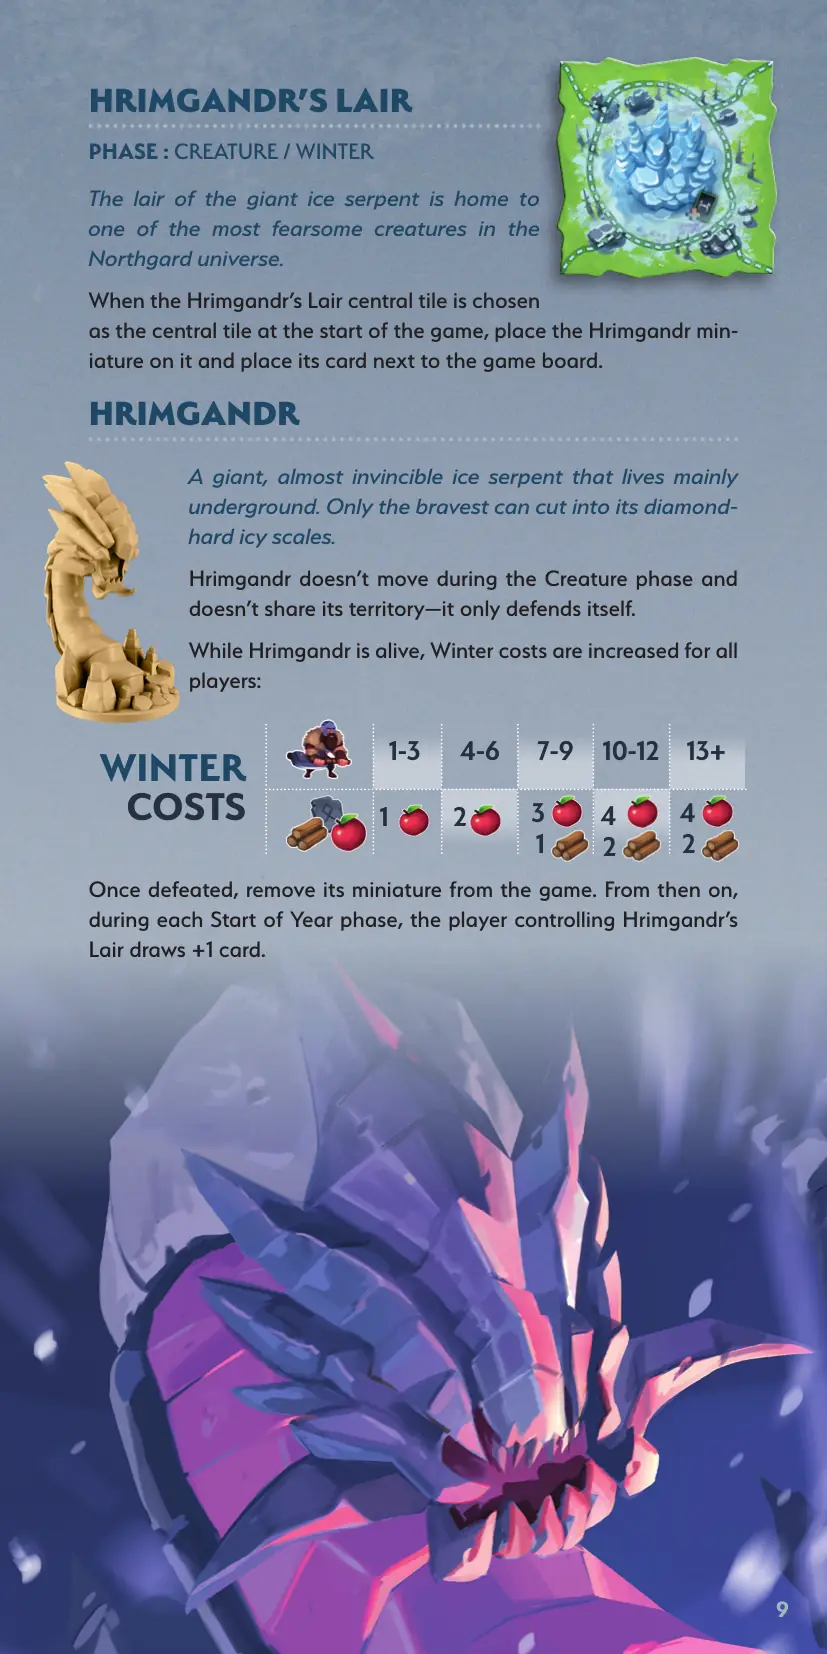 HRIMGANDR’S LAIR
PHASE : CREATURE / WINTER
The lair of the giant ice serpent is home to
one of the most fearsome creatures in the
Northgard universe.
When the Hrimgandr’s Lair central tile is chosen
as the central tile at the start of the game, place the Hrimgandr min-
iature on it and place its card next to the game board.
HRIMGANDR
A giant, almost invincible ice serpent that lives mainly
underground. Only the bravest can cut into its diamond-
hard icy scales.
Hrimgandr doesn’t move during the Creature phase and
doesn’t share its territory—it only defends itself.
While Hrimgandr is alive, Winter costs are increased for all
players:
WINTER
COSTS
1-3 4-6 7-9 10-12 13+
1 2 3 4 4
1 2 2
Once defeated, remove its miniature from the game. From then on,
during each Start of Year phase, the player controlling Hrimgandr’s
Lair draws +1 card.
9